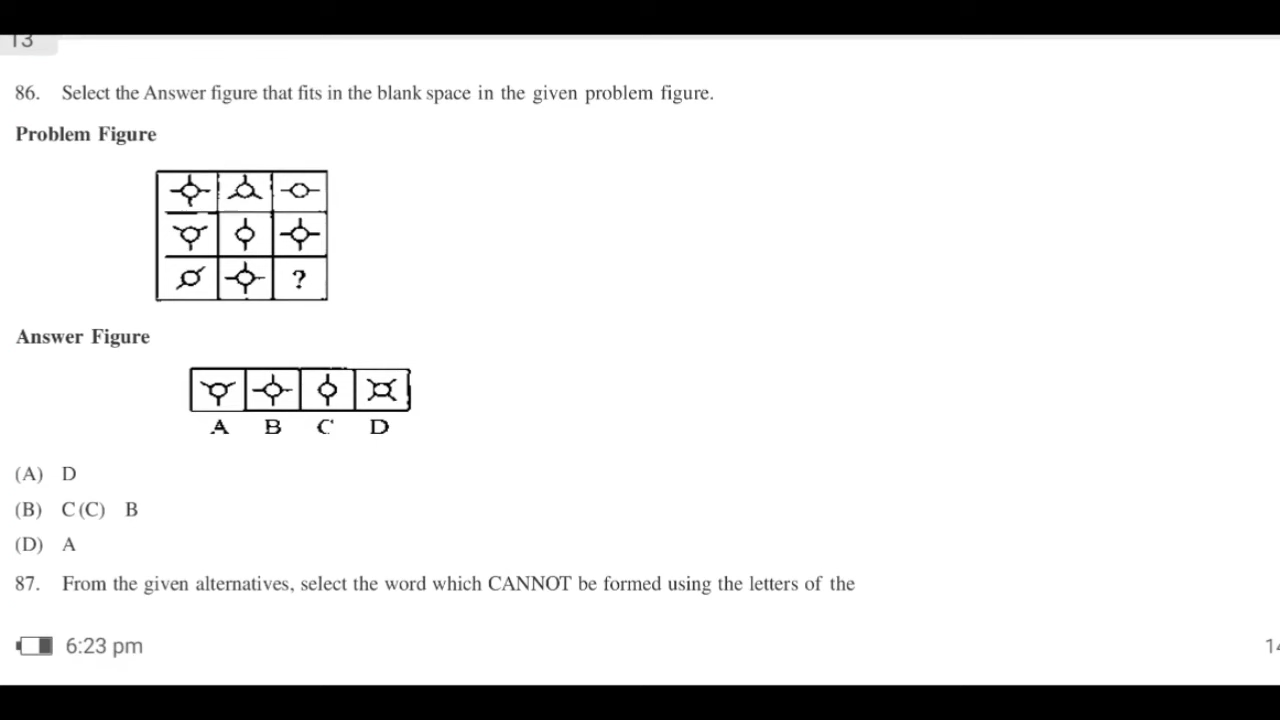 13
86. Select the Answer figure that fits in the blank space in the given problem figure.
Problem Figure
?
Answer Figure
A B C D
(A) D
(B) C (C) B
(D) A
87. From the given alternatives, select the word which CANNOT be formed using the letters of the
6:23 pm